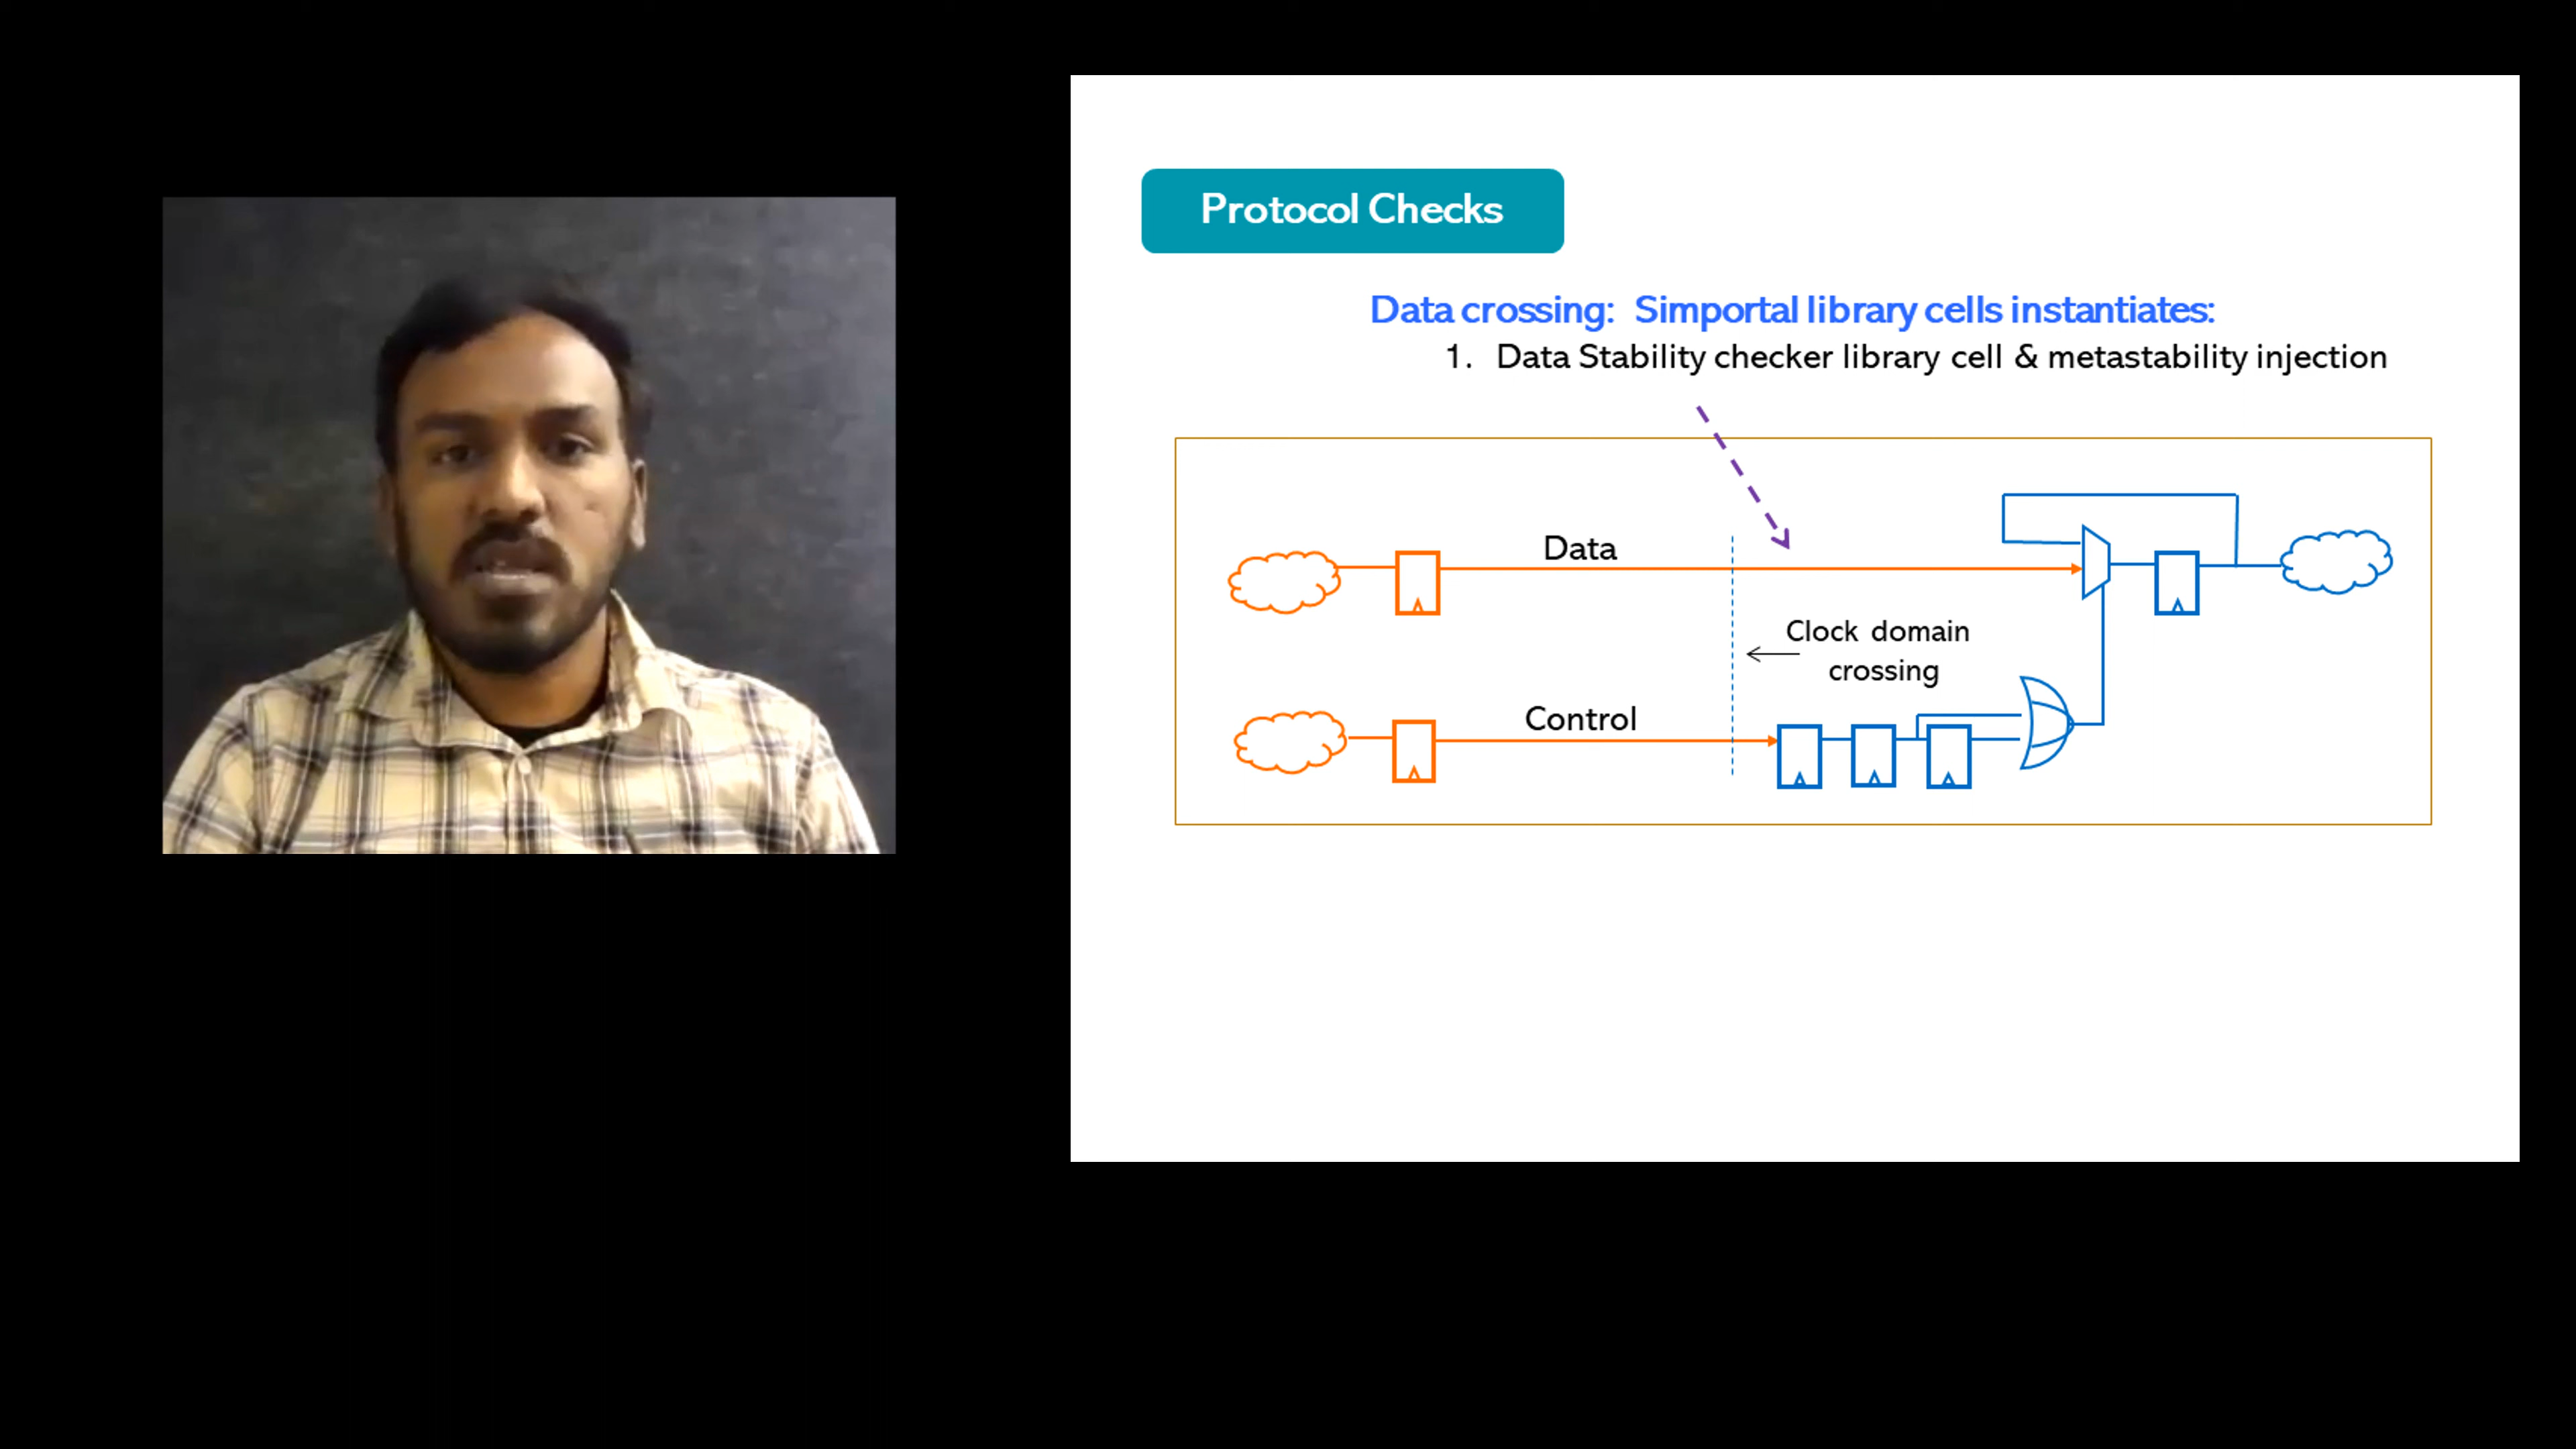 Protocol Checks
Data crossing: Simportal library cells instantiates:
1. Data Stability checker library cell & metastability injection
Data
Clock domain
crossing
Control